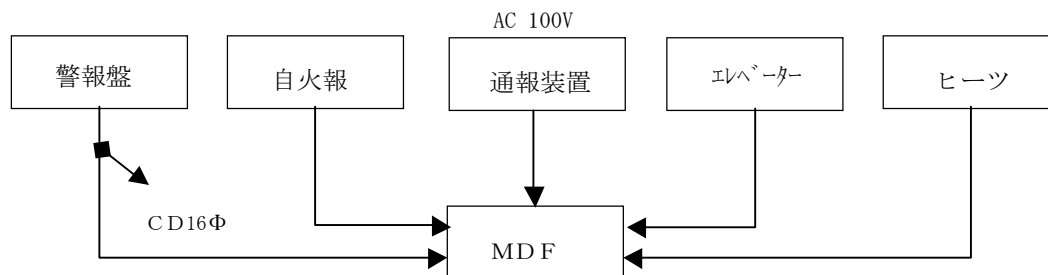 AC 100V
警報盤
自火報
通報装置
ｴﾚﾍﾞｰﾀｰ
ヒーツ
ＣＤ16Φ
ＭＤＦ